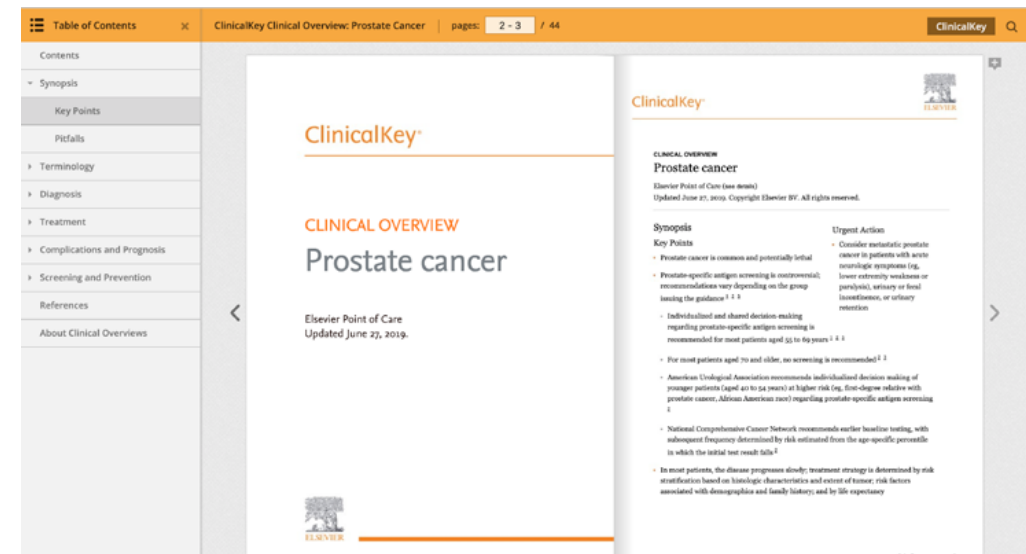 Table of Contents
ClinicalKey Clinical Overview: Prostate Cancer
pages:
2 - 3
/ 44
ClinicalKey
Contents
Synopsis
Key Points
Pitfalls
Terminology
Diagnosis
Treatment
Complications and Prognosis
Screening and Prevention
References
About Clinical Overviews
ClinicalKey
CLINICAL OVERVIEW
Prostate cancer
Elsevier Point of Care
Updated June 27, 2019.
ELSEVIER
ClinicalKey
ELSEVIER
CLINICAL OVERVIEW
Prostate cancer
Elsevier Point of Care (see details)
Updated June 27, 2019. Copyright Elsevier BV. All rights reserved.
Synopsis
Key Points
• Prostate cancer is common and potentially lethal
• Prostate-specific antigen screening is controversial;
recommendations vary depending on the group
issuing the guidance
• Individualized and shared decision-making
regarding prostate-specific antigen screening is
recommended for most patients aged 55 to 69 years
Urgent Action
• Consider metastatic prostate
cancer in patients with acute
neurologic symptoms (eg,
lower extremity weakness or
paralysis), urinary or fecal
incontinence, or urinary
retention
• For most patients aged 70 and older, no screening is recommended
• American Urological Association recommends individualized decision making of
younger patients (aged 40 to 54 years) at higher risk (eg, first-degree relative with
prostate cancer, African American race) regarding prostate-specific antigen screening
• National Comprehensive Cancer Network recommends earlier baseline testing, with
subsequent frequency determined by risk estimated from the age-specific percentile
in which the initial test result falls
• In most patients, the disease progresses slowly; treatment strategy is determined by risk
stratification based on histologic characteristics and extent of tumor; risk factors
associated with demographics and family history; and by life expectancy